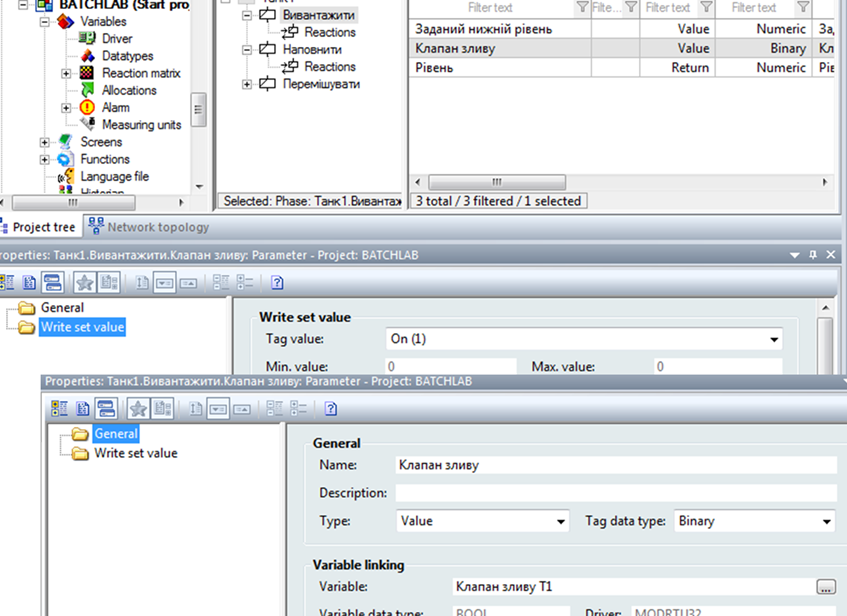 BATCHLAB (Start pro
Variables
Driver
Datatypes
Reaction matrix
Allocations
Alarm
Measuring units
Screens
Functions
Language file
Historian
Вивантажити
Reactions
Наповнити
Reactions
Перемішувати
Selected: Phase: Танк1.Вивантаж
Filter text Filte... Filter text Filter text
Заданий нижній рівень Value Numeric За
Клапан зливу Value Binary Кл
Рівень Return Numeric Рів
3 total / 3 filtered / 1 selected
Project tree Network topology
roperties: Танк1.Вивантажити.Клапан зливу: Parameter - Project: BATCHLAB
General
Write set value
Write set value
Tag value: On (1)
Min. value: 0 Max. value: 0
Properties: Танк1.Вивантажити.Клапан зливу: Parameter - Project: BATCHLAB
General
Write set value
General
Name: Клапан зливу
Description:
Type: Value Tag data type: Binary
Variable linking
Variable: Клапан зливу Т1 ...
Variable data type: BOOL Driver: MODRTU32